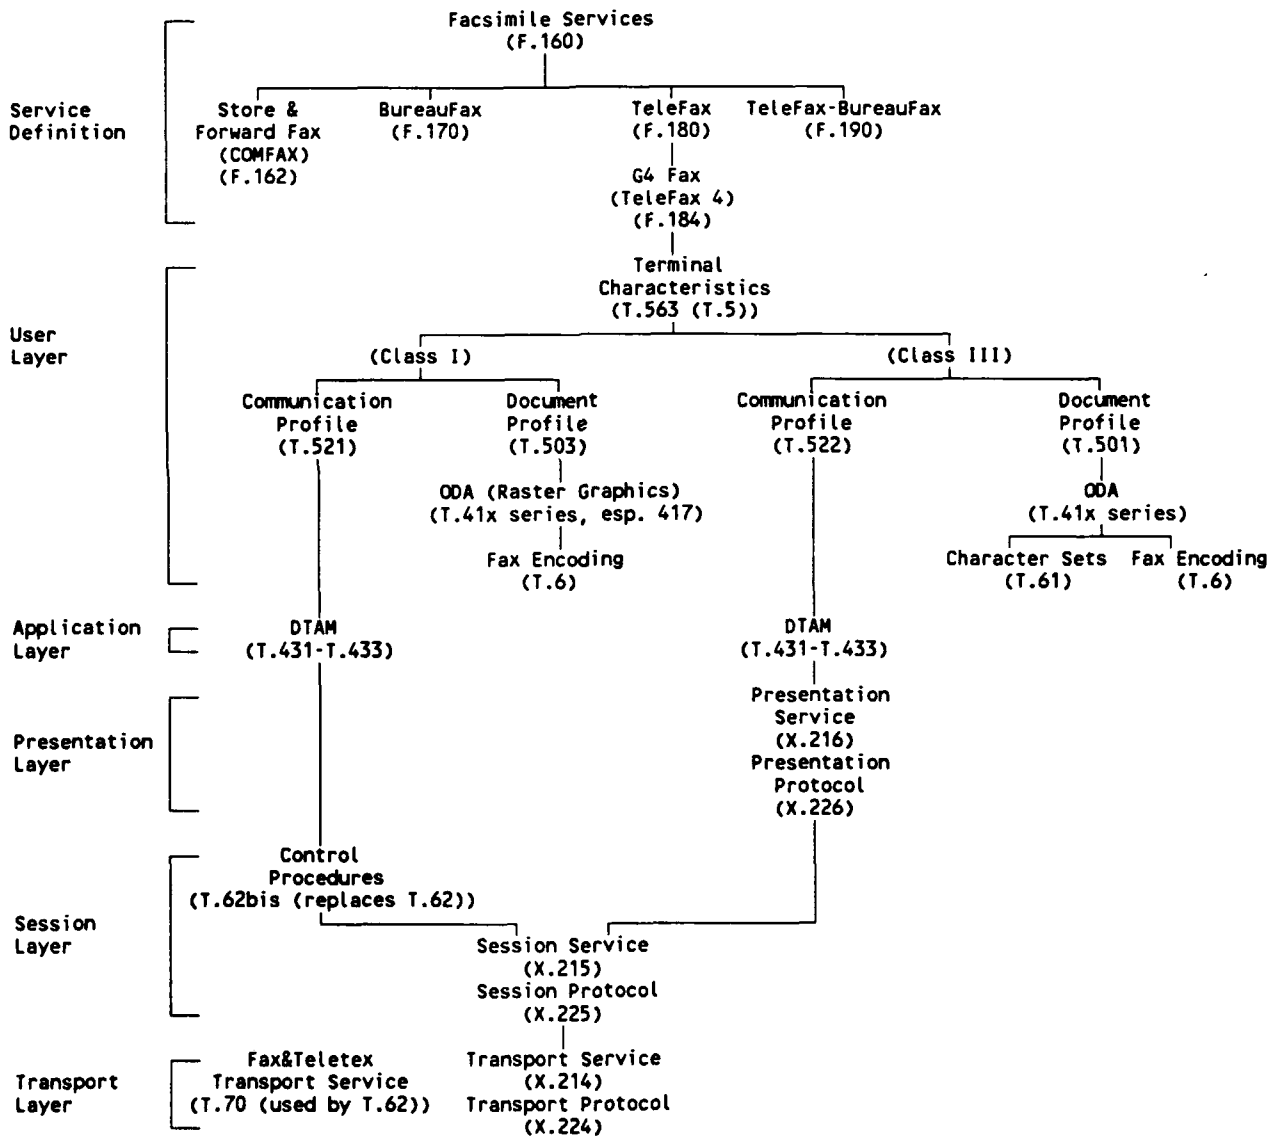 Facsimile Services
(F.160)
Service
Definition
Store &
Forward Fax
(COMFAX)
(F.162)
BureauFax
(F.170)
TeleFax
(F.180)
TeleFax-BureauFax
(F.190)
G4 Fax
(TeleFax 4)
(F.184)
User
Layer
Terminal
Characteristics
(T.563 (T.5))
(Class I)
(Class III)
Communication
Profile
(T.521)
Document
Profile
(T.503)
Communication
Profile
(T.522)
Document
Profile
(T.501)
ODA (Raster Graphics)
(T.41x series, esp. 417)
Fax Encoding
(T.6)
ODA
(T.41x series)
Character Sets
(T.61)
Fax Encoding
(T.6)
Application
Layer
DTAM
(T.431-T.433)
DTAM
(T.431-T.433)
Presentation
Layer
Presentation
Service
(X.216)
Presentation
Protocol
(X.226)
Session
Layer
Control
Procedures
(T.62bis (replaces T.62))
Session Service
(X.215)
Session Protocol
(X.225)
Transport
Layer
Fax&Teletex
Transport Service
(T.70 (used by T.62))
Transport Service
(X.214)
Transport Protocol
(X.224)